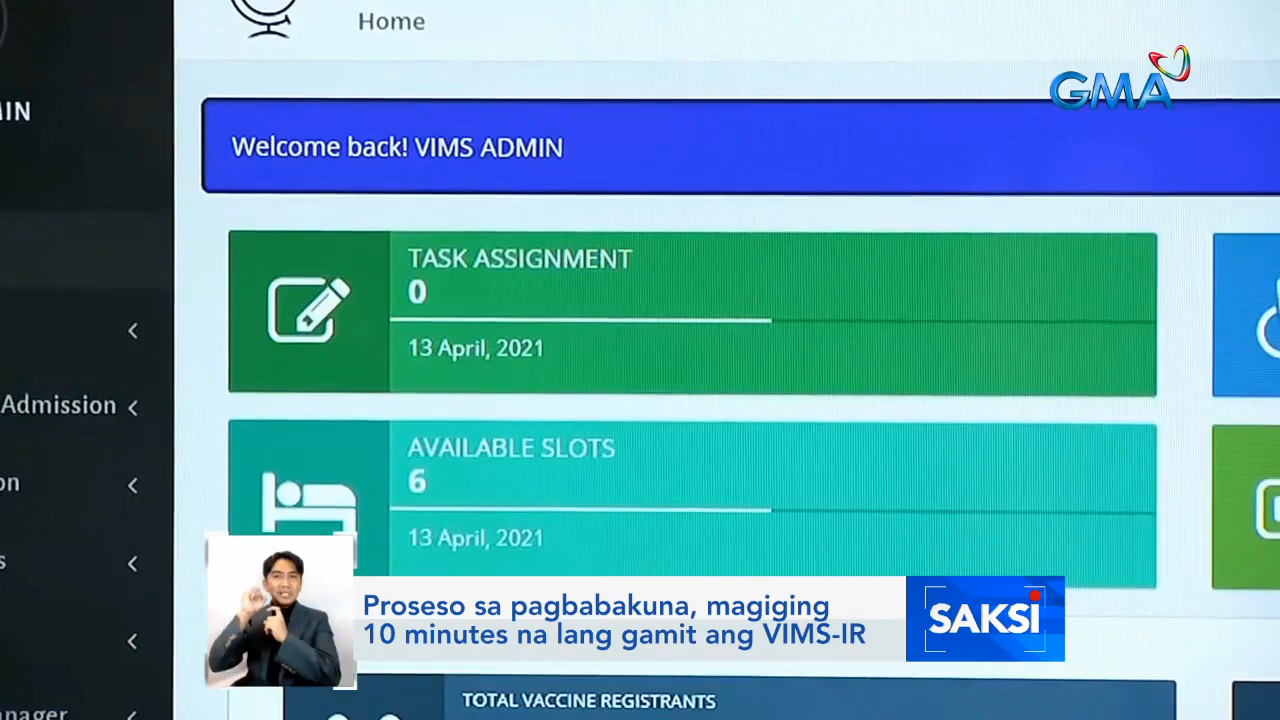 Home
GMA
Welcome back! VIMS ADMIN
TASK ASSIGNMENT
0
13 April, 2021
Admission
AVAILABLE SLOTS
6
13 April, 2021
Proseso sa pagbabakuna, magiging
10 minutes na lang gamit ang VIMS-IR
SAKSI
TOTAL VACCINE REGISTRANTS